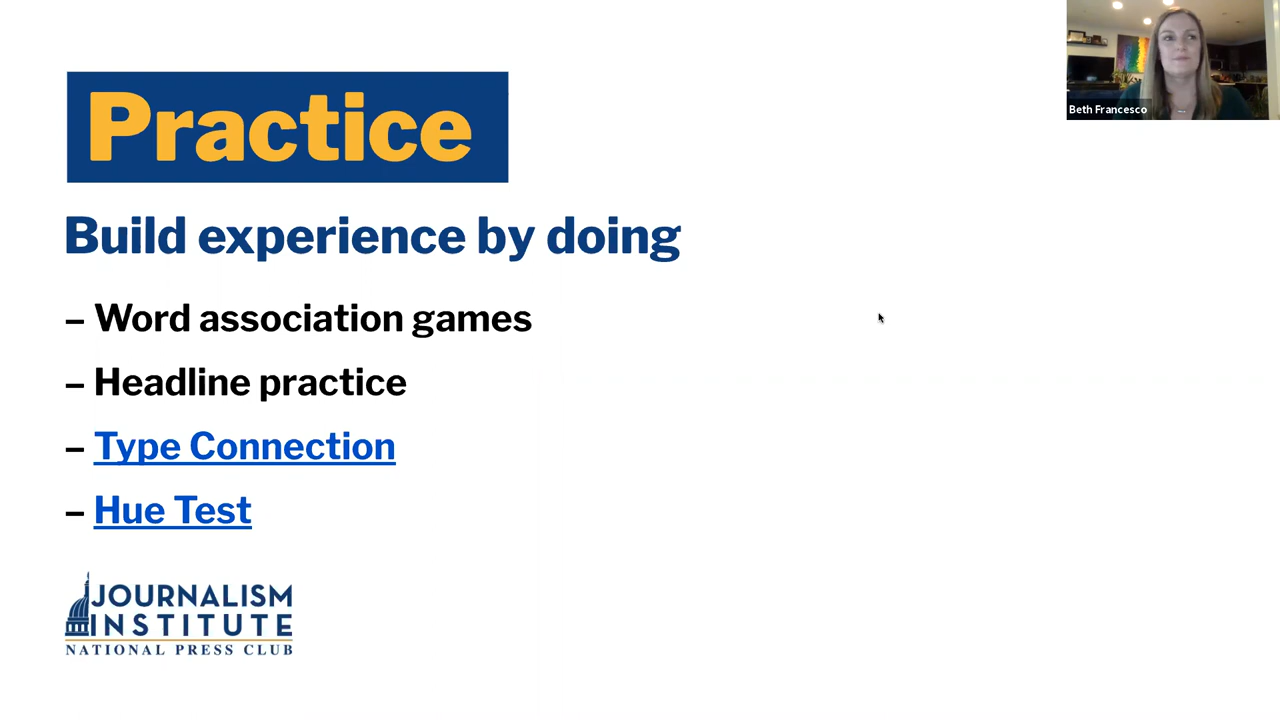 Practice
Beth Francesco
Build experience by doing
– Word association games
– Headline practice
– Type Connection
– Hue Test
JOURNALISM
INSTITUTE
NATIONAL PRESS CLUB